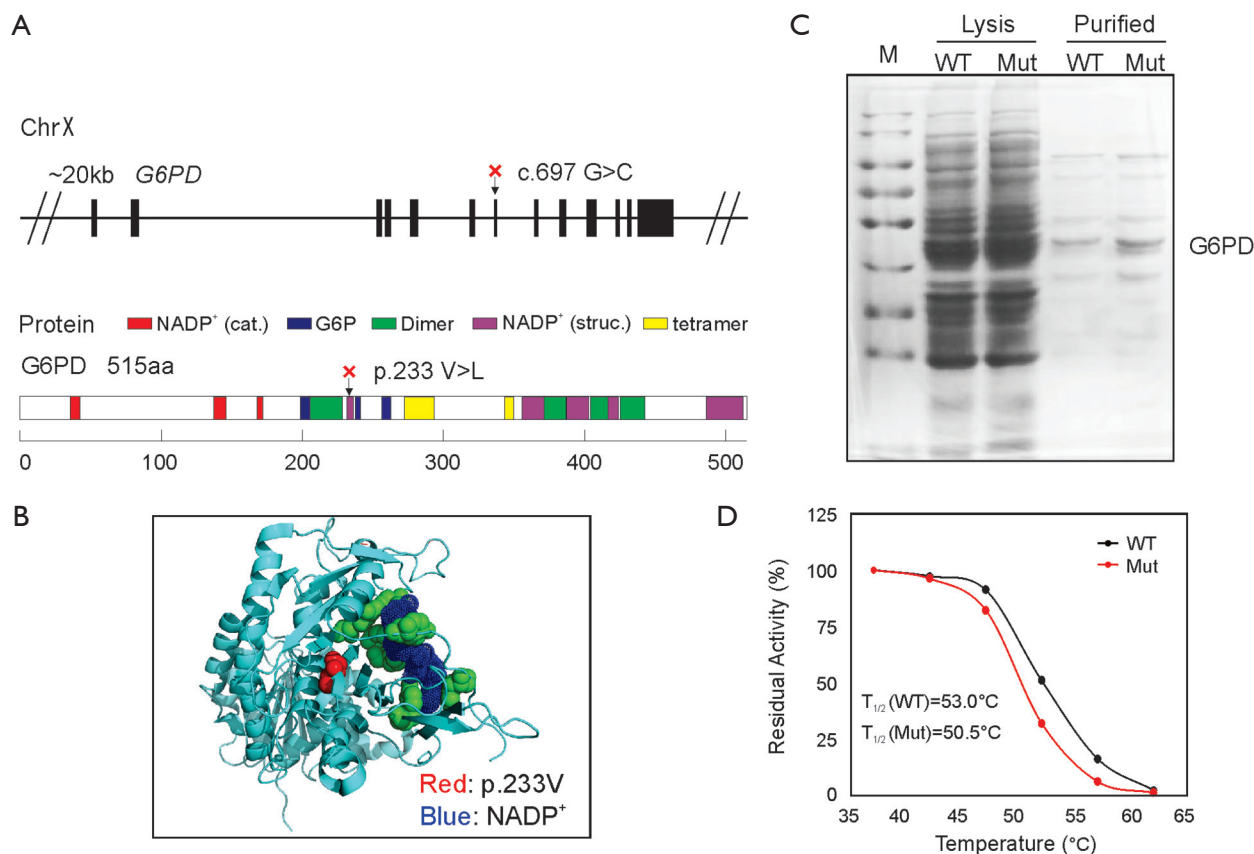 A
ChrX
~20kb G6PD
c.697 G>C
Protein NADP+ (cat.) G6P Dimer NADP+ (struc.) tetramer
G6PD 515aa
p.233 V>L
0 100 200 300 400 500
B
Red: p.233V
Blue: NADP+
C
Lysis Purified
M WT Mut WT Mut
G6PD
D
125
100
75
50
25
0
Residual Activity (%)
WT
Mut
T1/2 (WT)=53.0°C
T1/2 (Mut)=50.5°C
35 40 45 50 55 60 65
Temperature (°C)